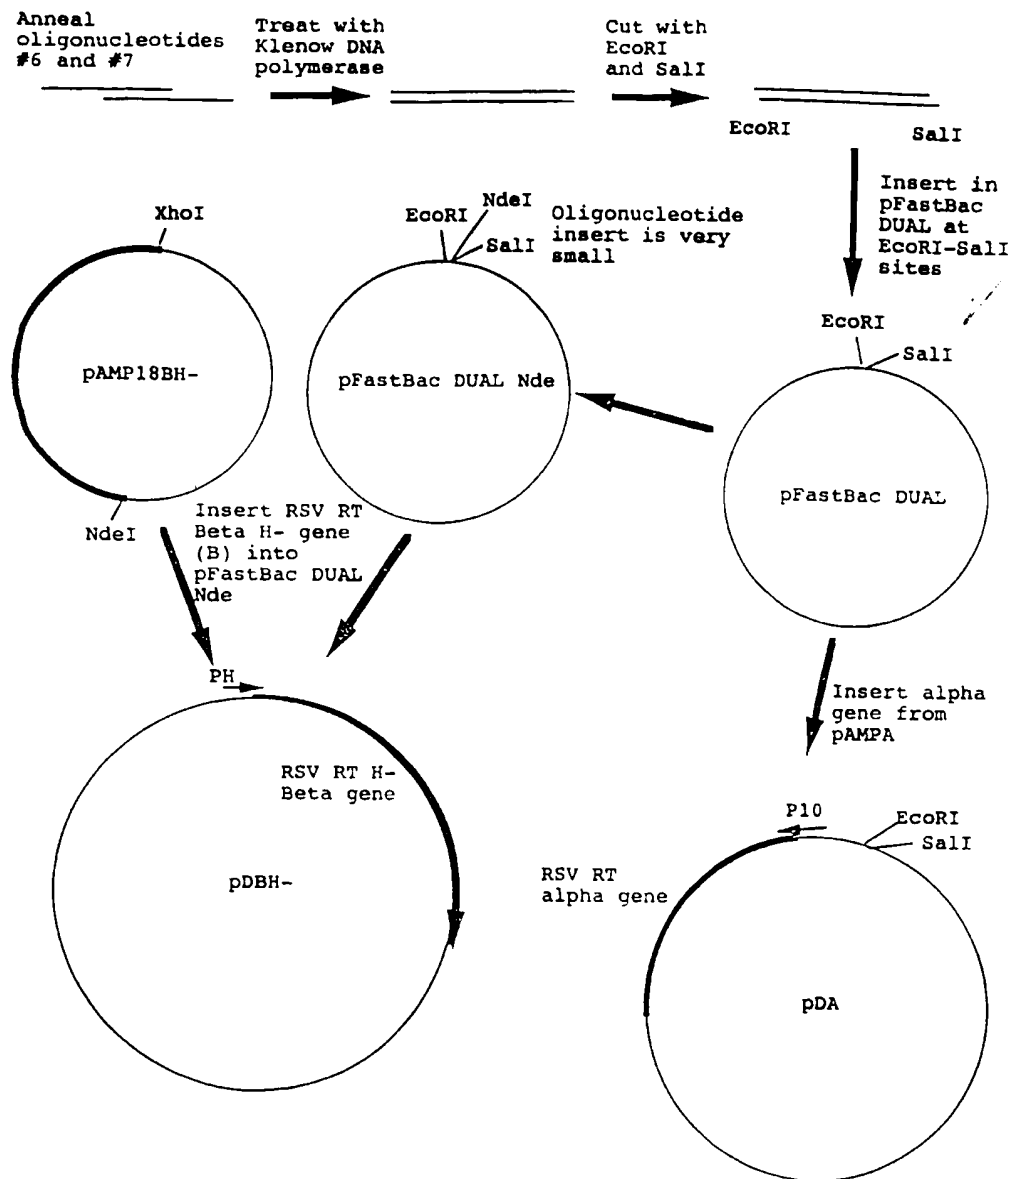 Anneal
oligonucleotides
#6 and #7
Treat with
Klenow DNA
polymerase
Cut with
EcoRI
and SalI
EcoRI
SalI
Insert in
pFastBac
DUAL at
EcoRI-SalI
sites
XhoI
pAMP18BH-
NdeI
EcoRI
NdeI
SalI
Oligonucleotide
insert is very
small
pFastBac DUAL Nde
EcoRI
SalI
pFastBac DUAL
Insert RSV RT
Beta H- gene
(B) into
pFastBac DUAL
Nde
PH
RSV RT H-
Beta gene
pDBH-
Insert alpha
gene from
pAMPA
P10
EcoRI
SalI
RSV RT
alpha gene
pDA